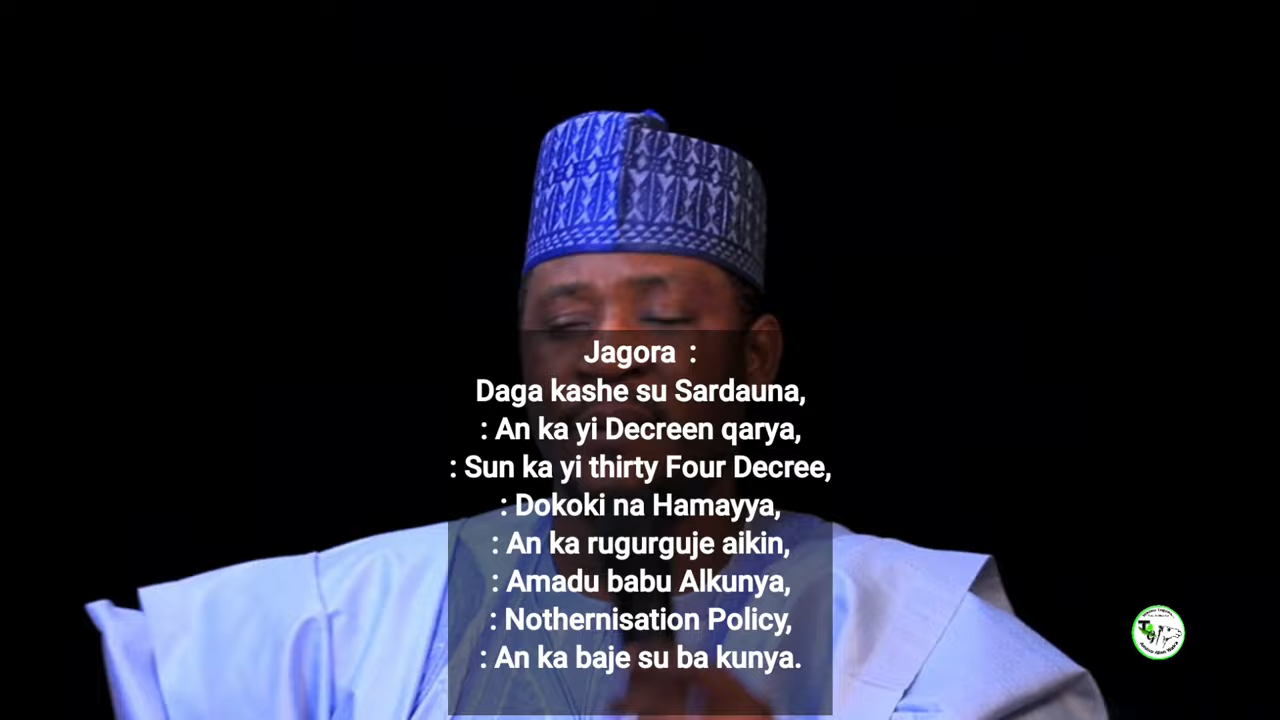 Jagora :
Daga kashe su Sardauna,
: An ka yi Decreen qarya,
: Sun ka yi thirty Four Decree,
: Dokoki na Hamayya,
: An ka rugurguje aikin,
: Amadu babu Alkunya,
: Nothernisation Policy,
: An ka baje su ba kunya.